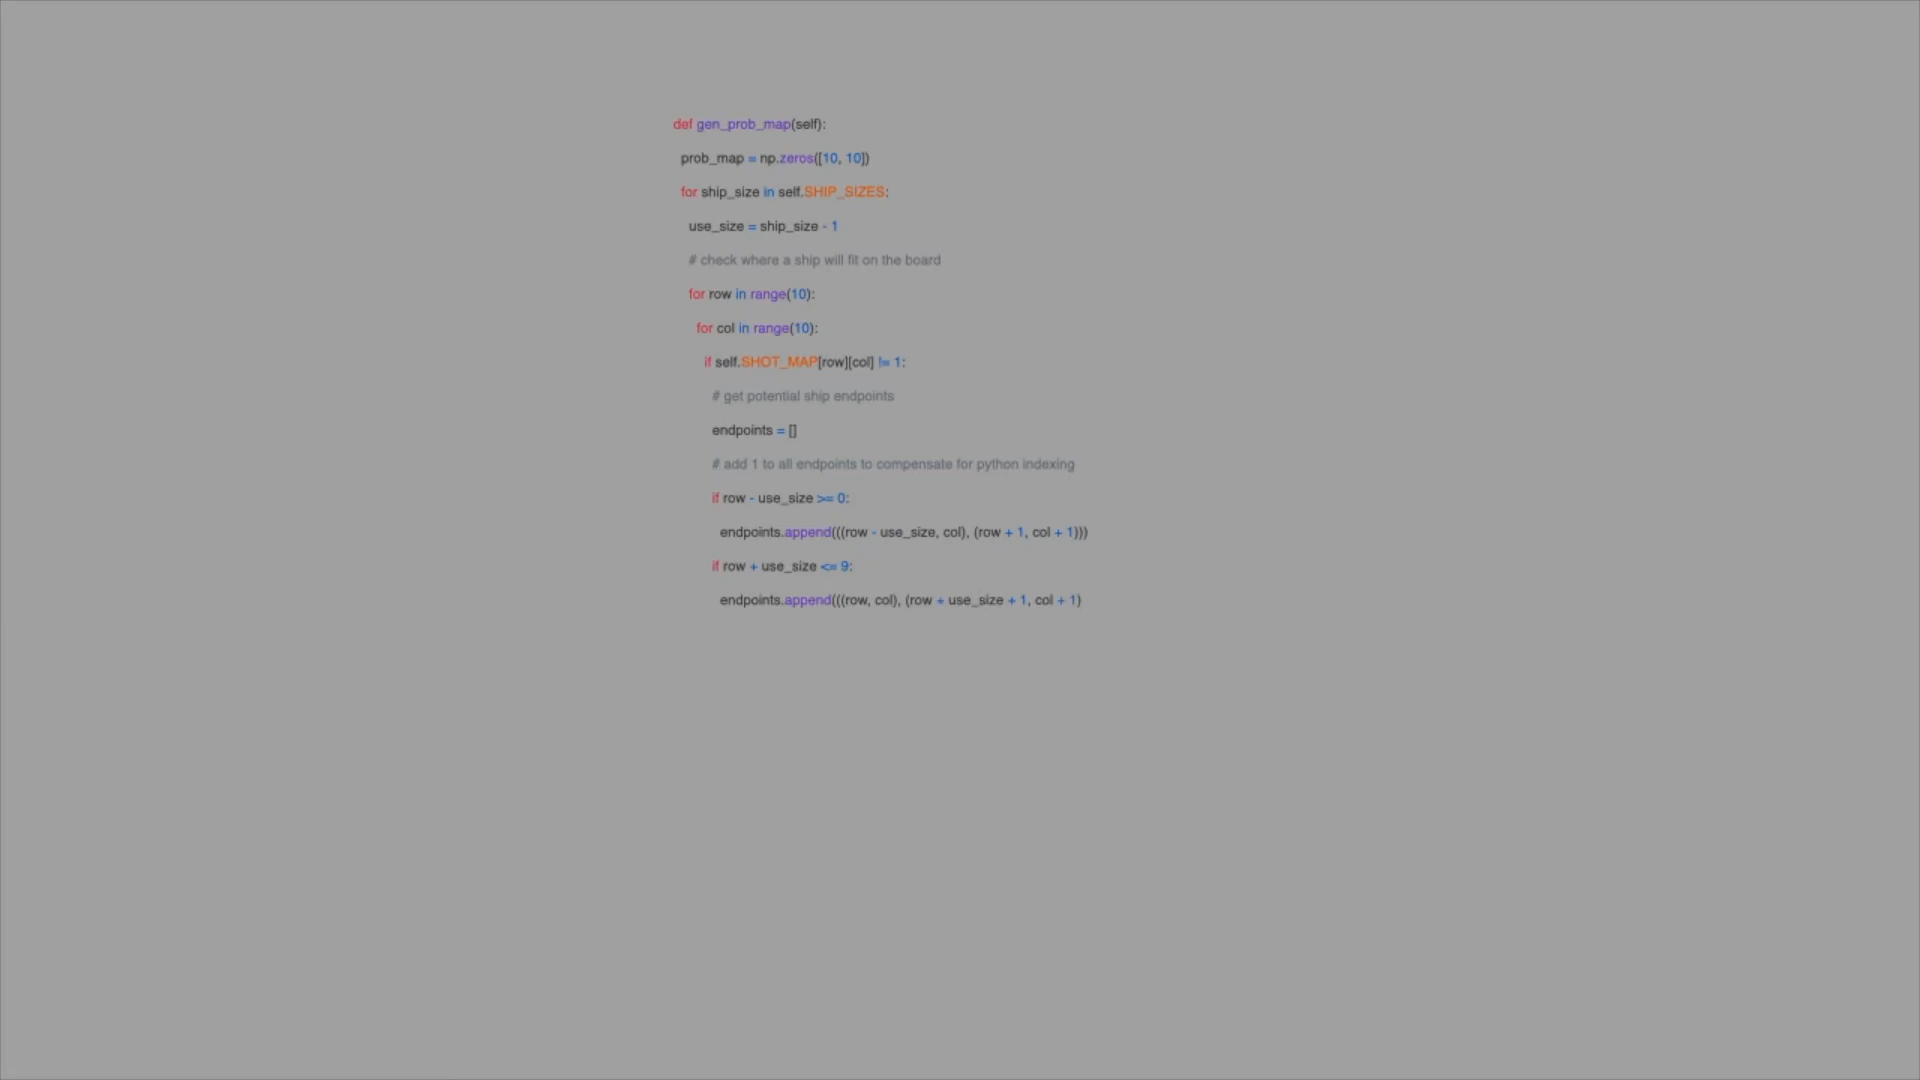 def gen_prob_map(self):
prob_map = np.zeros([10, 10])
for ship_size in self.SHIP_SIZES:
use_size = ship_size - 1
# check where a ship will fit on the board
for row in range(10):
for col in range(10):
if self.SHOT_MAP[row][col] != 1:
# get potential ship endpoints
endpoints = []
# add 1 to all endpoints to compensate for python indexing
if row - use_size >= 0:
endpoints.append(((row - use_size, col), (row + 1, col + 1)))
if row + use_size <= 9:
endpoints.append(((row, col), (row + use_size + 1, col + 1)